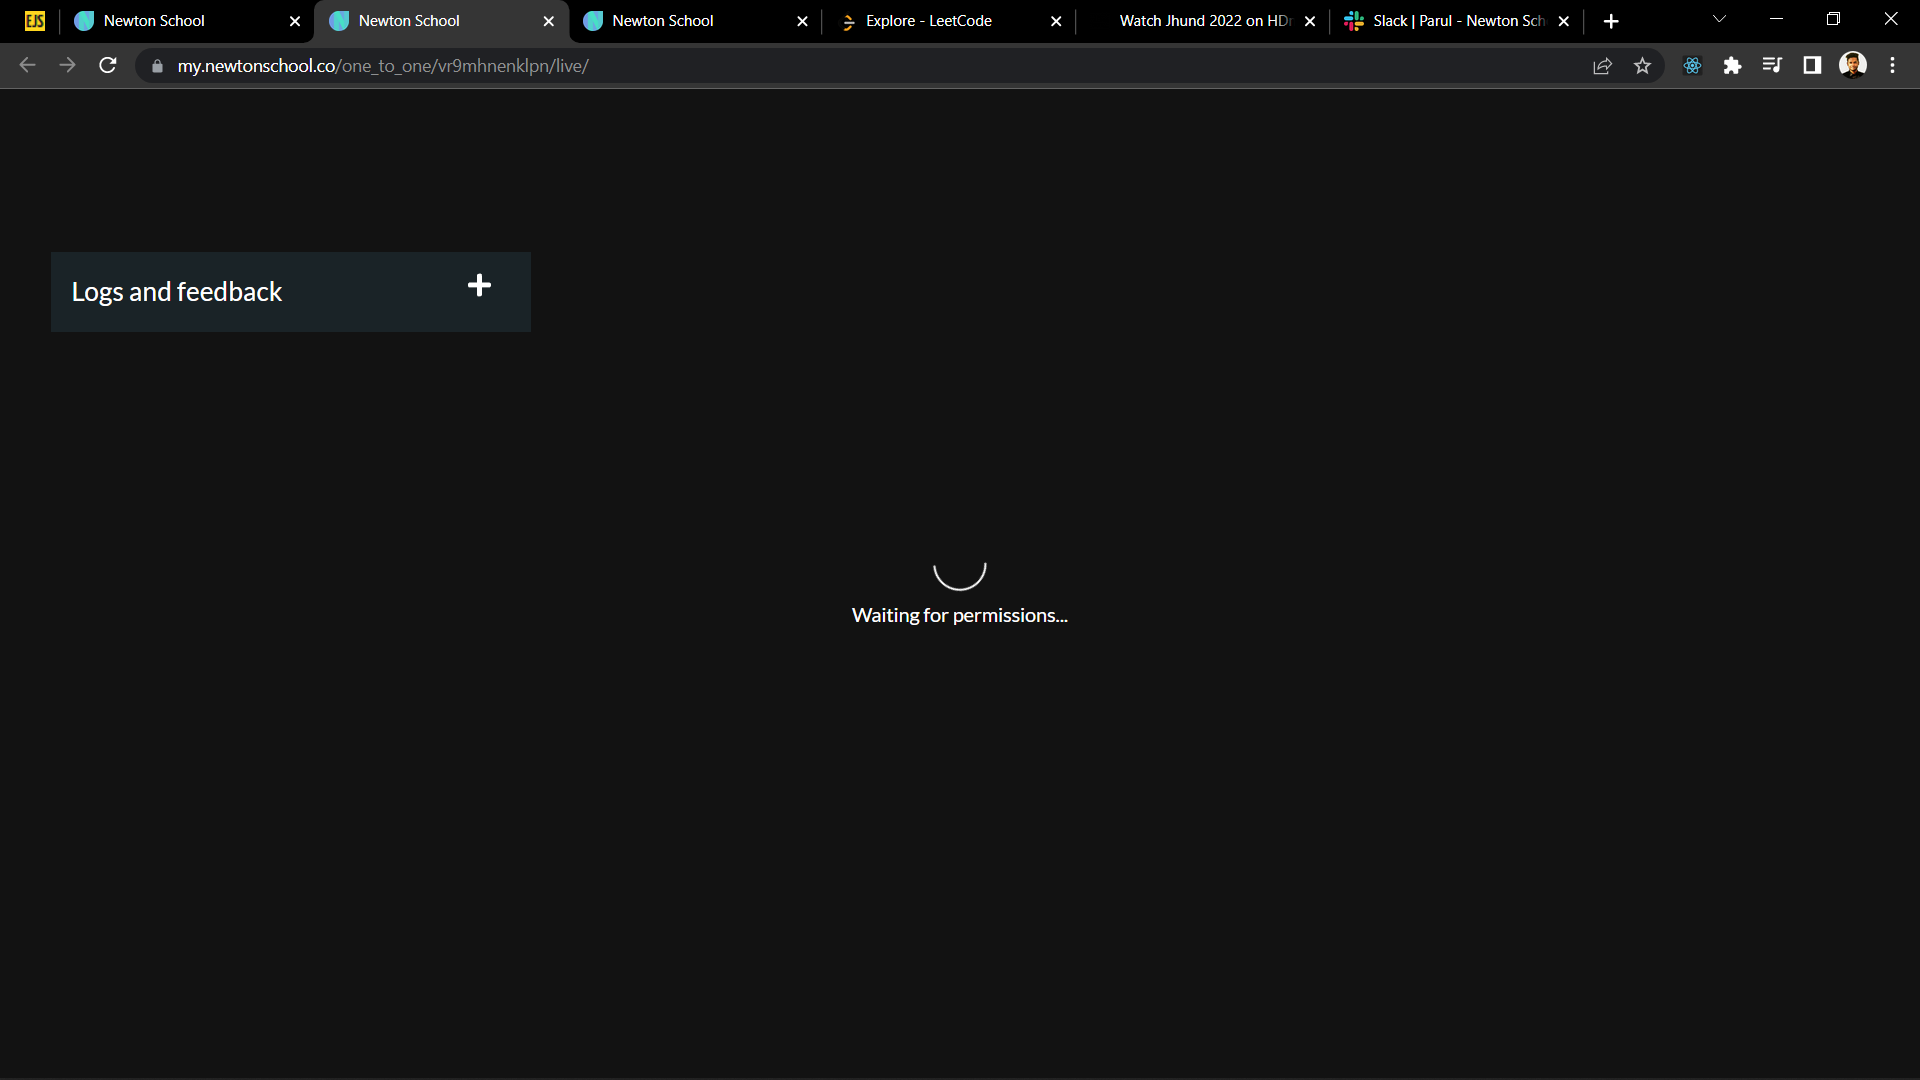 EJS
Newton School
Newton School
Newton School
Explore - LeetCode
Watch Jhund 2022 on HD
Slack | Parul - Newton Sch
my.newtonschool.co/one_to_one/vr9mhnenklpn/live/
Logs and feedback
Waiting for permissions...